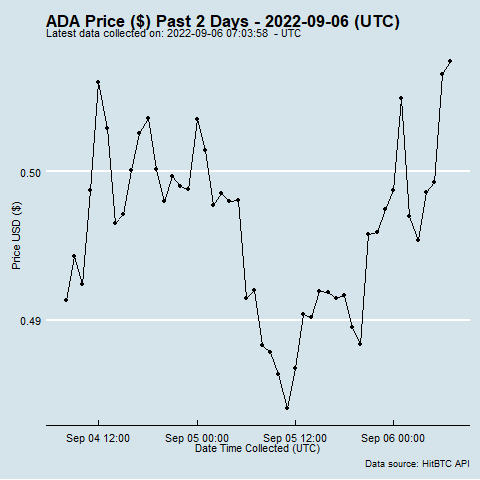 ADA Price ($) Past 2 Days - 2022-09-06 (UTC)
Latest data collected on: 2022-09-06 07:03:58  - UTC
Price USD ($)
0.50
0.49
Sep 04 12:00
Sep 05 00:00
Sep 05 12:00
Sep 06 00:00
Date Time Collected (UTC)
Data source: HitBTC API